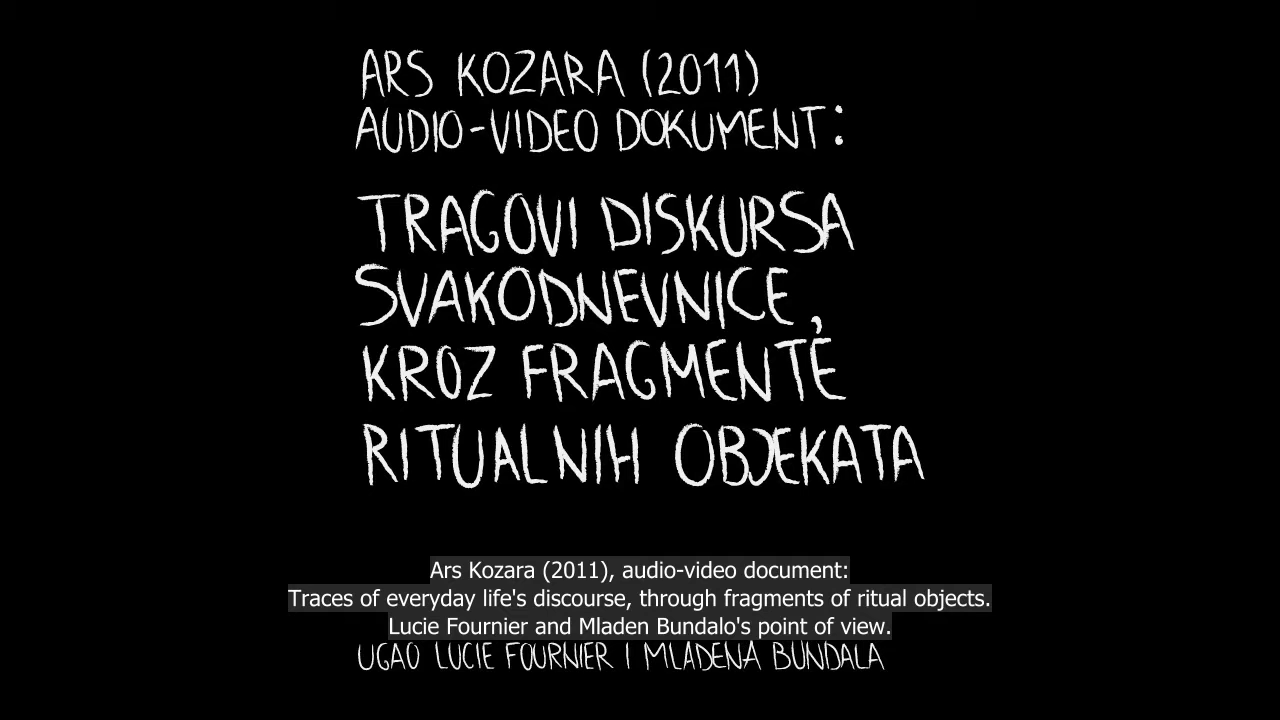 ARS KOZARA (2011)
AUDIO-VIDEO DOKUMENT:
TRAGOVI DISKURSA
SVAKODNEVNICE,
KROZ FRAGMENTE
RITUALNIH OBJEKATA
Ars Kozara (2011), audio-video document:
Traces of everyday life's discourse, through fragments of ritual objects.
Lucie Fournier and Mladen Bundalo's point of view.
UGAO LUCIE FOURNIER I MLADENA BUNDALA